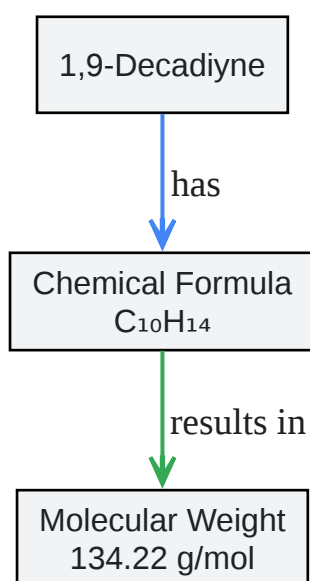 1,9-Decadiyne
has
Chemical Formula
C₁₀H₁₄
results in
Molecular Weight
134.22 g/mol